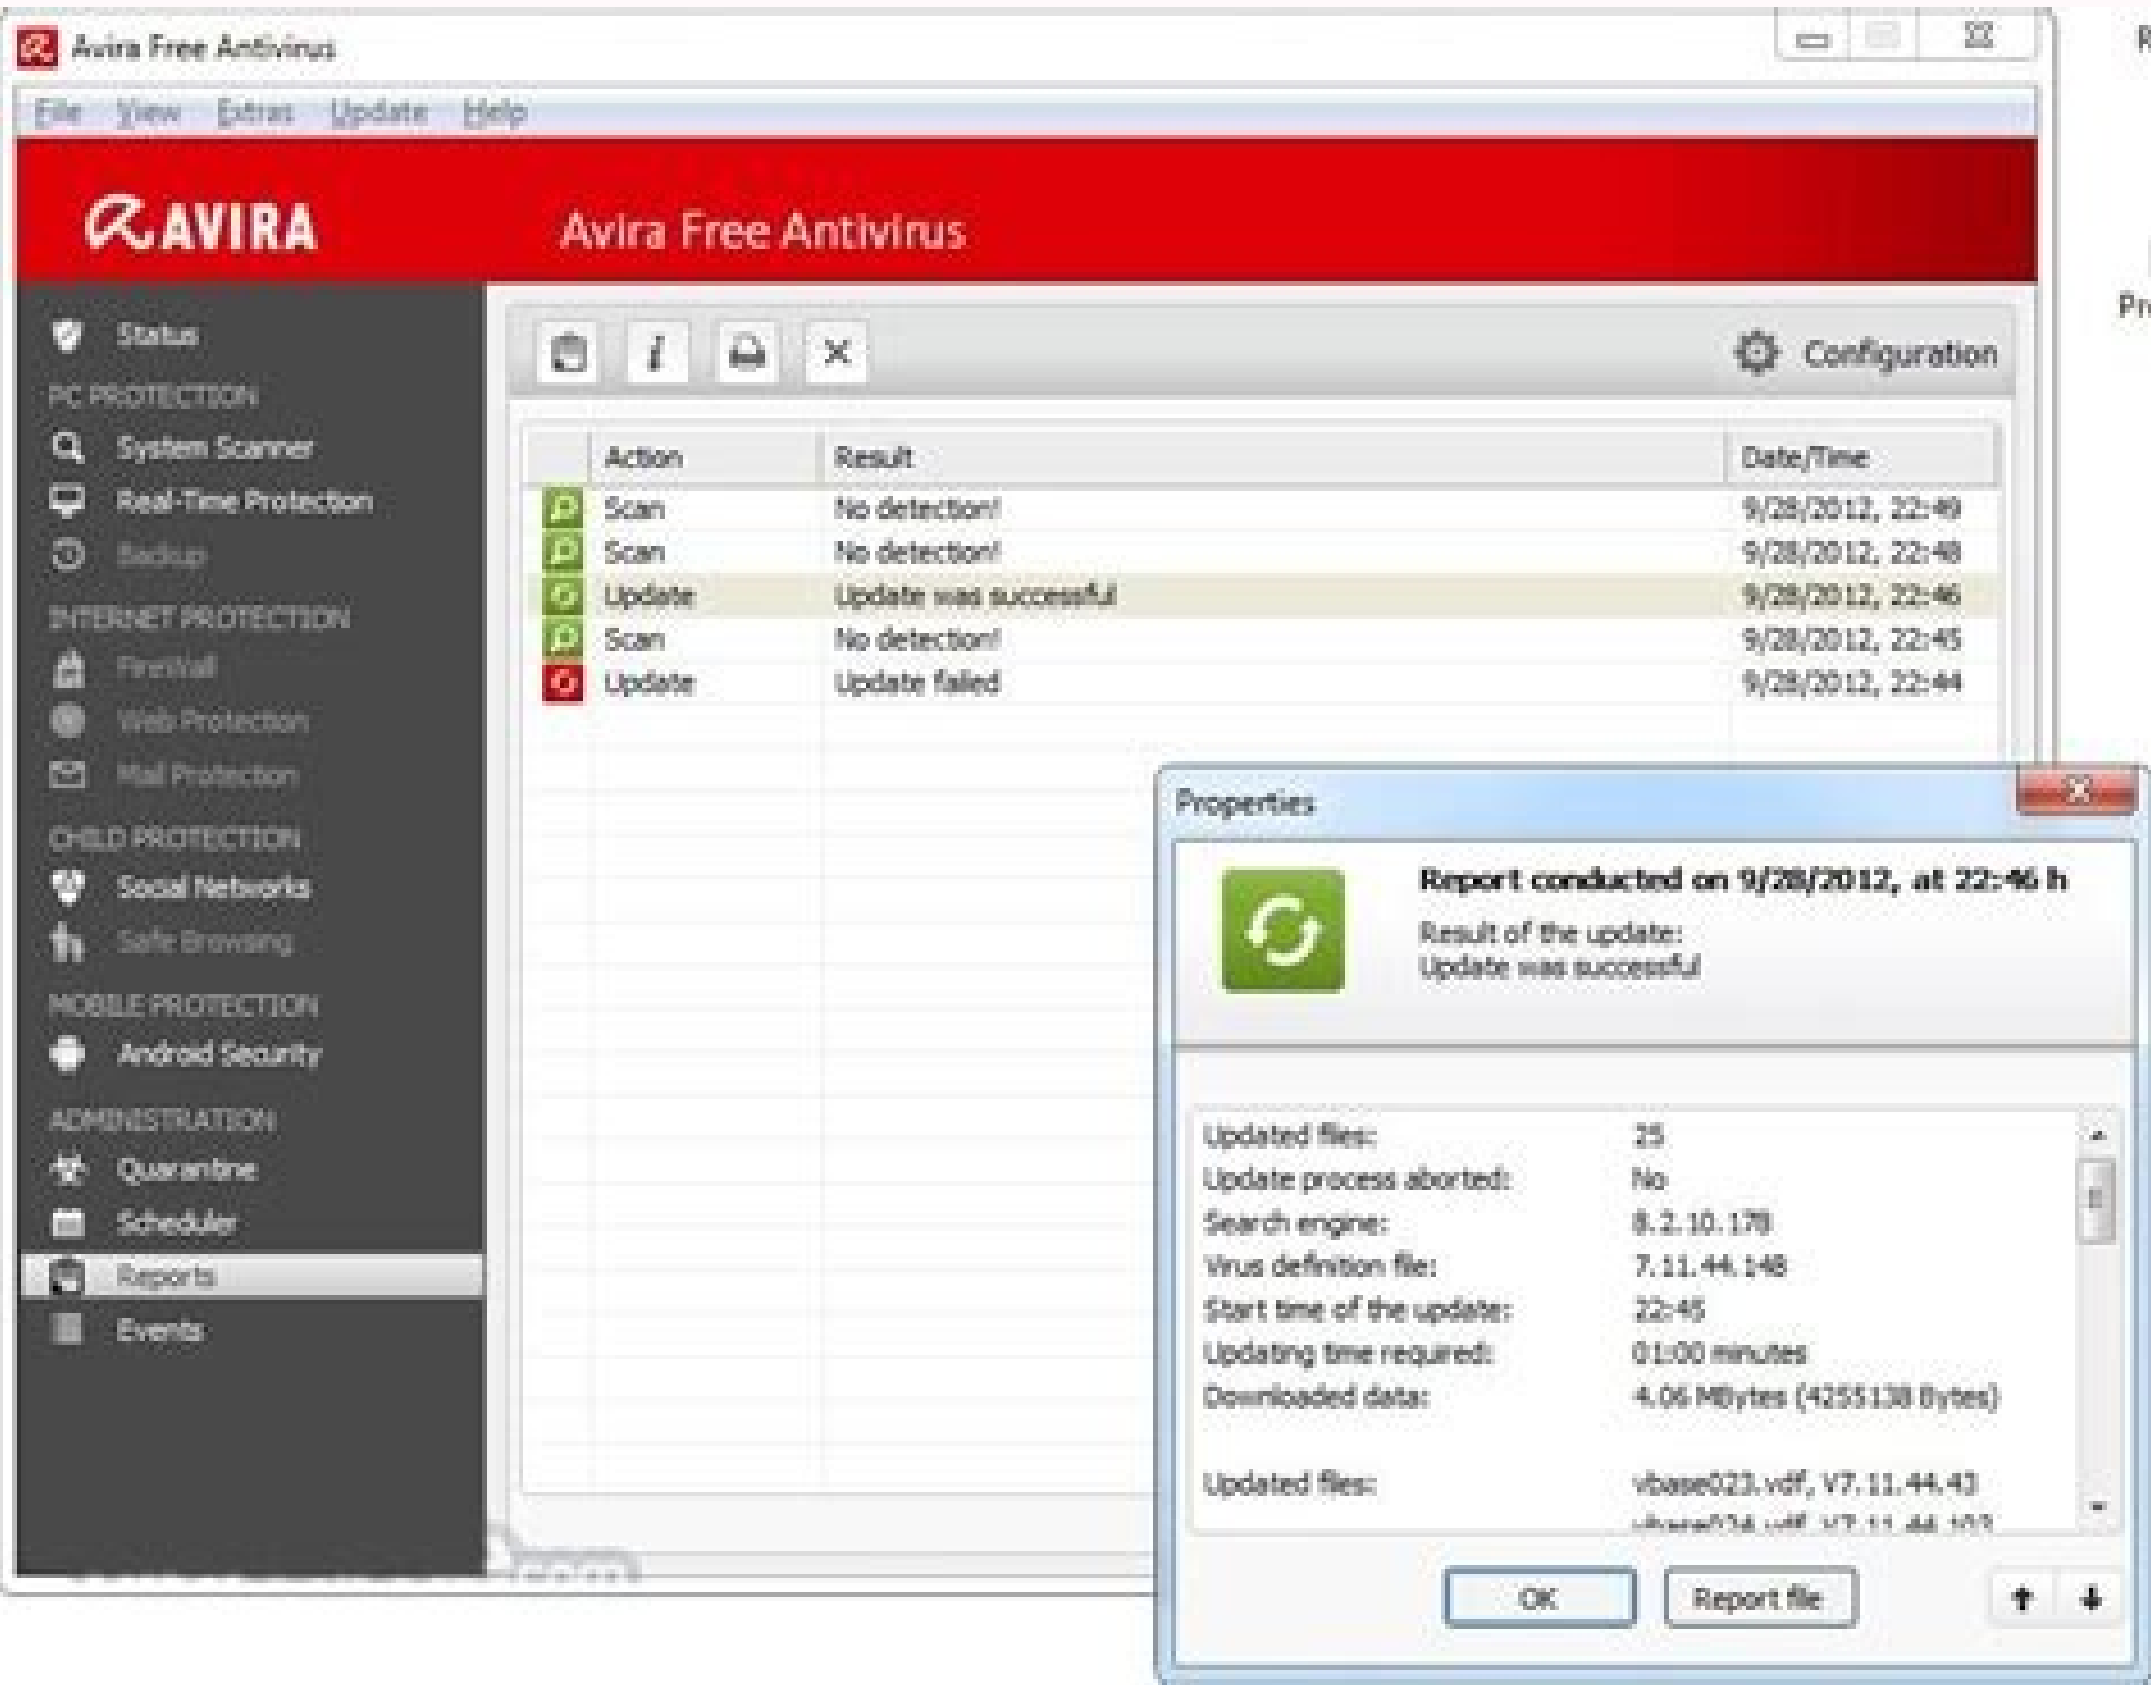 Avira Free Antivirus
File View Extras Update Help
AVIRA
Avira Free Antivirus
Status
PC PROTECTION
System Scanner
Real-Time Protection
Backup
INTERNET PROTECTION
FireWall
Web Protection
Mail Protection
CHILD PROTECTION
Social Networks
Safe Browsing
MOBILE PROTECTION
Android Security
ADMINISTRATION
Quarantine
Scheduler
Reports
Events
Configuration
Action Result Date/Time
Scan No detection! 9/28/2012, 22:49
Scan No detection! 9/28/2012, 22:48
Update Update was successful 9/28/2012, 22:46
Scan No detection! 9/28/2012, 22:45
Update Update failed 9/28/2012, 22:44
Properties
Report conducted on 9/28/2012, at 22:46 h
Result of the update:
Update was successful
Updated files: 25
Update process aborted: No
Search engine: 8.2.10.178
Virus definition file: 7.11.44.148
Start time of the update: 22:45
Updating time required: 01:00 minutes
Downloaded data: 4.06 MBytes (4255138 Bytes)
Updated files: vbase023.vdf, V7.11.44.43
vbase024.vdf, V7.11.44.103
OK
Report file